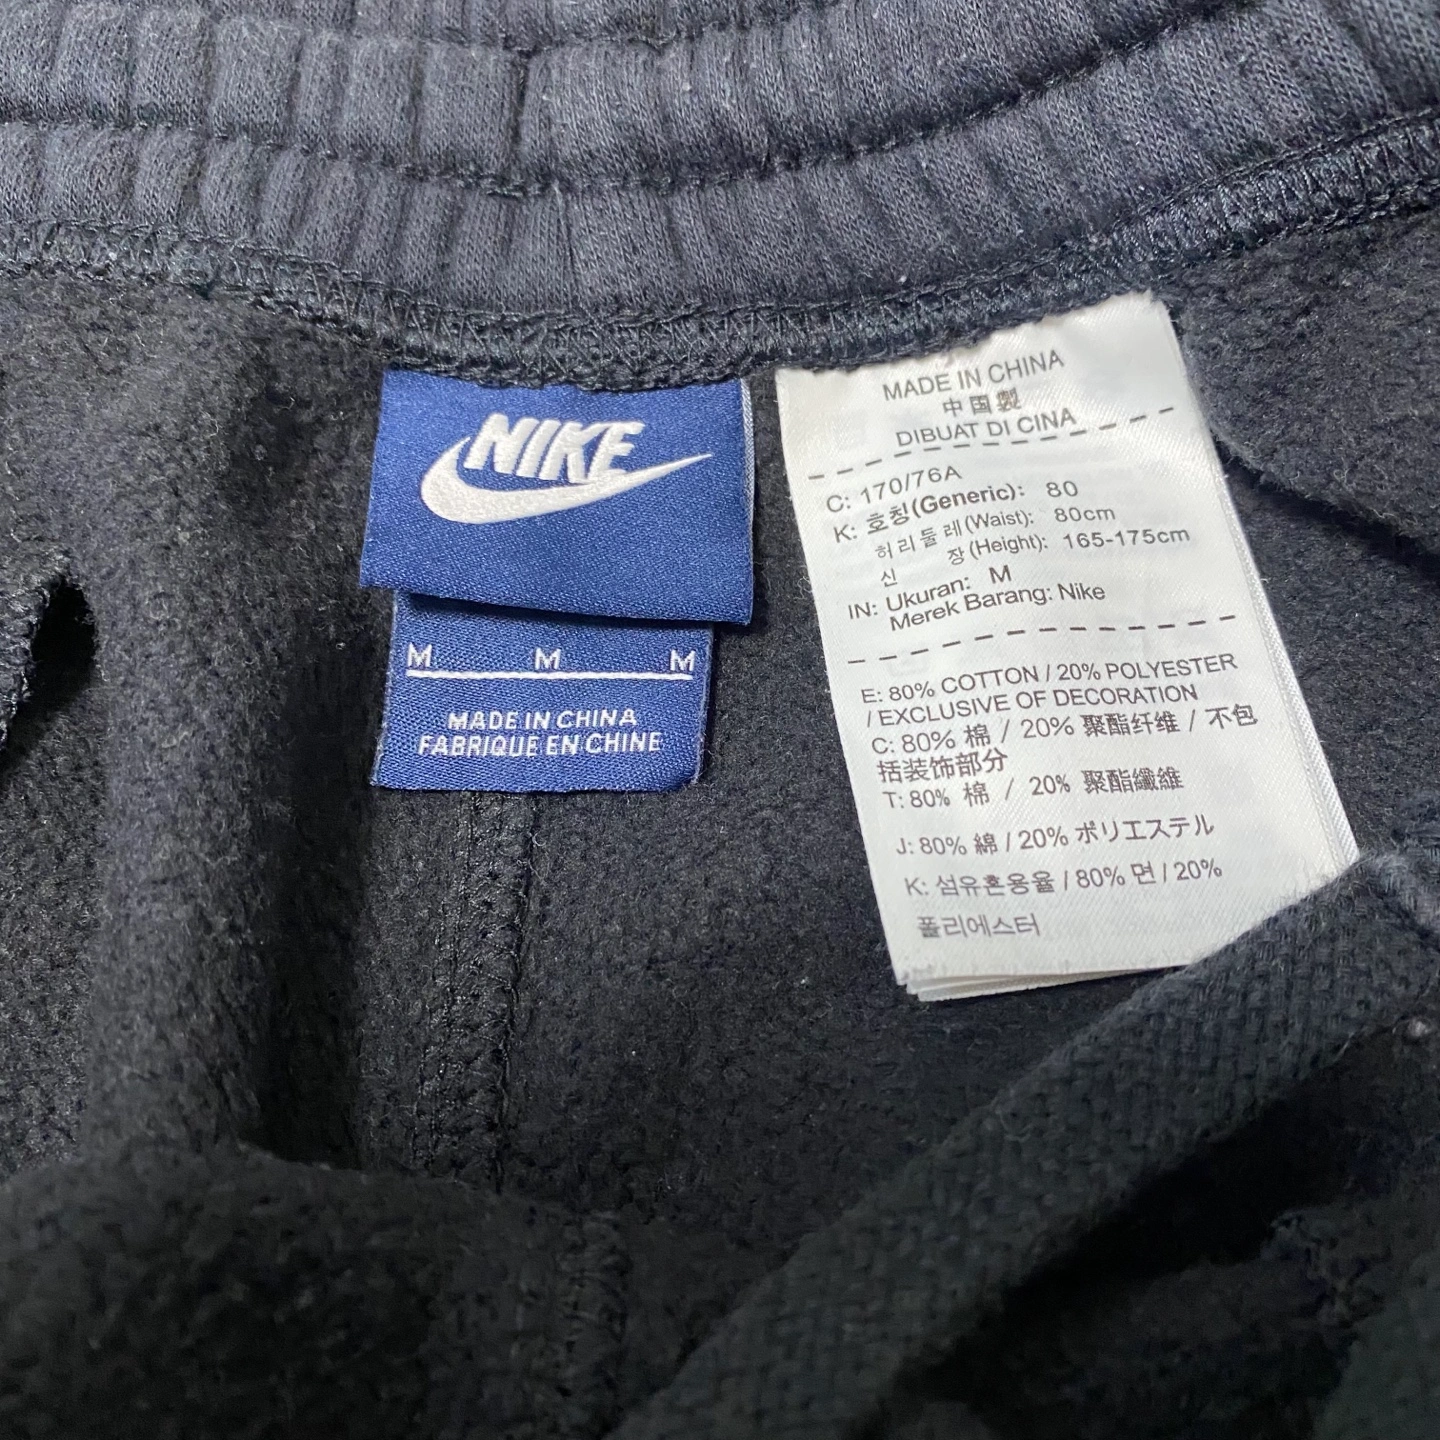 NIKE
M M M
MADE IN CHINA
FABRIQUE EN CHINE
MADE IN CHINA
中国製
DIBUAT DI CINA
C: 170/76A
K: 호칭(Generic): 80
허리둘레(Waist): 80cm
신 장(Height): 165-175cm
IN: Ukuran: M
Merek Barang: Nike
E: 80% COTTON / 20% POLYESTER
/ EXCLUSIVE OF DECORATION
C: 80% 棉 / 20% 聚酯纤维 / 不包
括装饰部分
T: 80% 棉 / 20% 聚酯纖維
J: 80% 綿 / 20% ポリエステル
K: 섬유혼용율 / 80% 면 / 20%
폴리에스터